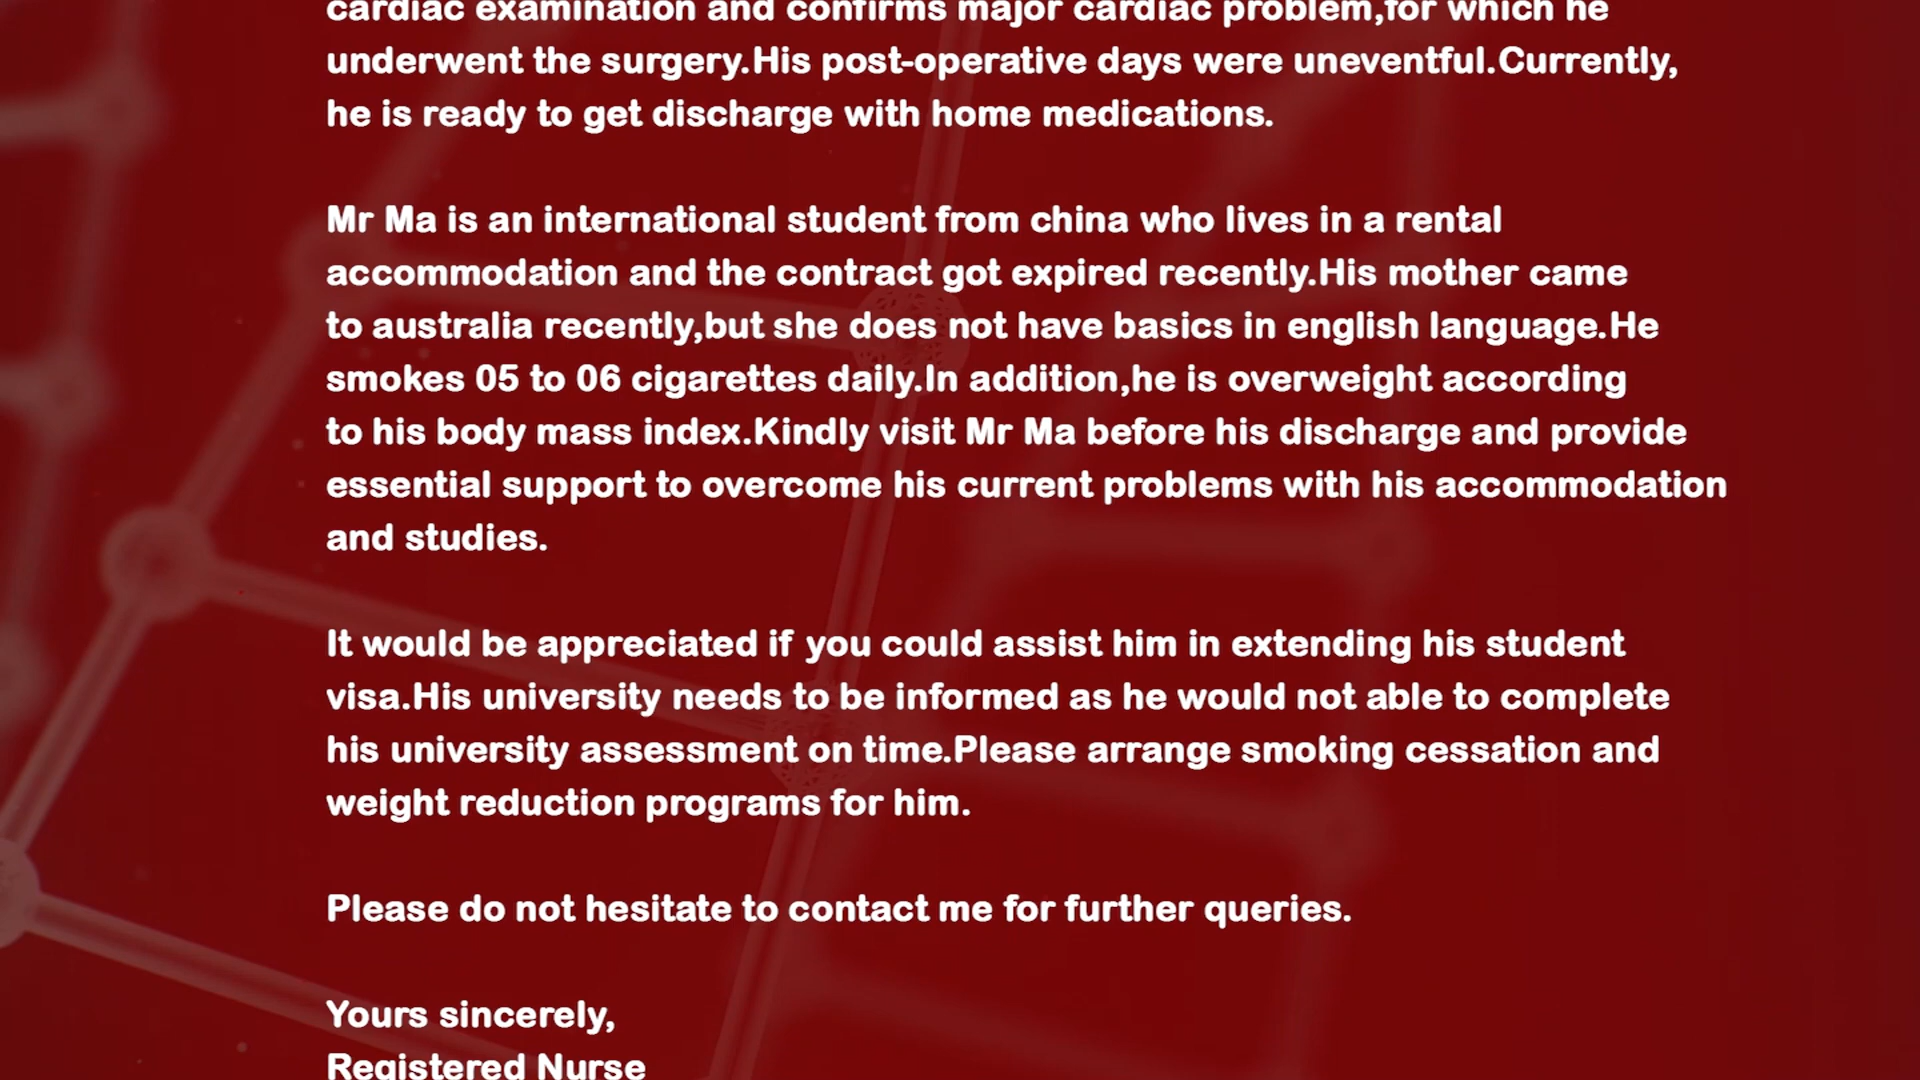 cardiac examination and confirms major cardiac problem,for which he
underwent the surgery.His post-operative days were uneventful.Currently,
he is ready to get discharge with home medications.
Mr Ma is an international student from china who lives in a rental
accommodation and the contract got expired recently.His mother came
to australia recently,but she does not have basics in english language.He
smokes 05 to 06 cigarettes daily.In addition,he is overweight according
to his body mass index.Kindly visit Mr Ma before his discharge and provide
essential support to overcome his current problems with his accommodation
and studies.
It would be appreciated if you could assist him in extending his student
visa.His university needs to be informed as he would not able to complete
his university assessment on time.Please arrange smoking cessation and
weight reduction programs for him.
Please do not hesitate to contact me for further queries.
Yours sincerely,
Registered Nurse